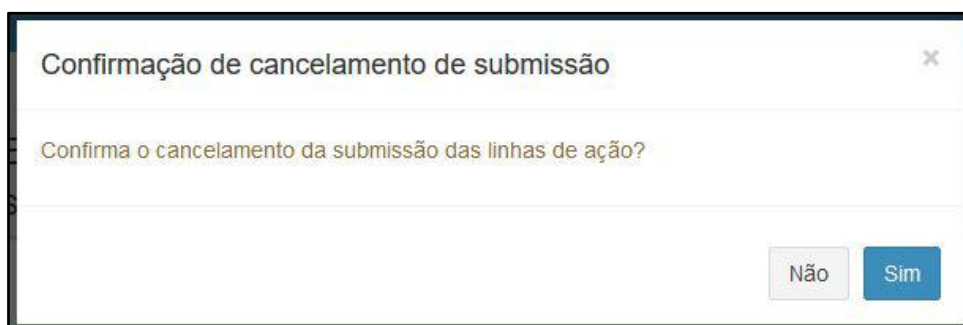 Confirmação de cancelamento de submissão
×
Confirma o cancelamento da submissão das linhas de ação?
Não
Sim